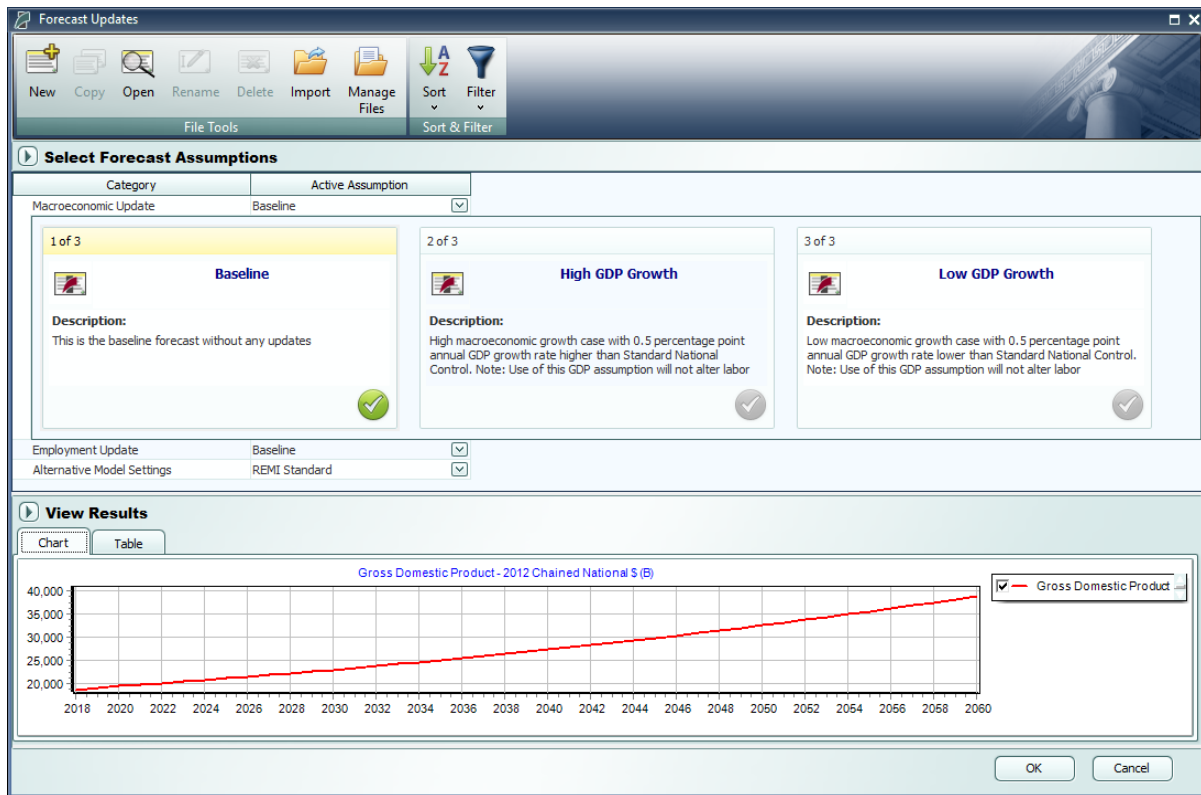 Forecast Updates
New
Copy
Open
Rename
Delete
Import
Manage
Files
Sort
Filter
File Tools
Sort & Filter
Select Forecast Assumptions
Category
Active Assumption
Macroeconomic Update
Baseline
1 of 3
Baseline
Description:
This is the baseline forecast without any updates
2 of 3
High GDP Growth
Description:
High macroeconomic growth case with 0.5 percentage point
annual GDP growth rate higher than Standard National
Control. Note: Use of this GDP assumption will not alter labor
3 of 3
Low GDP Growth
Description:
Low macroeconomic growth case with 0.5 percentage point
annual GDP growth rate lower than Standard National Control.
Note: Use of this GDP assumption will not alter labor
Employment Update
Baseline
Alternative Model Settings
REMI Standard
View Results
Chart
Table
Gross Domestic Product - 2012 Chained National $ (B)
40,000
35,000
30,000
25,000
20,000
2018 2020 2022 2024 2026 2028 2030 2032 2034 2036 2038 2040 2042 2044 2046 2048 2050 2052 2054 2056 2058 2060
Gross Domestic Product
OK
Cancel